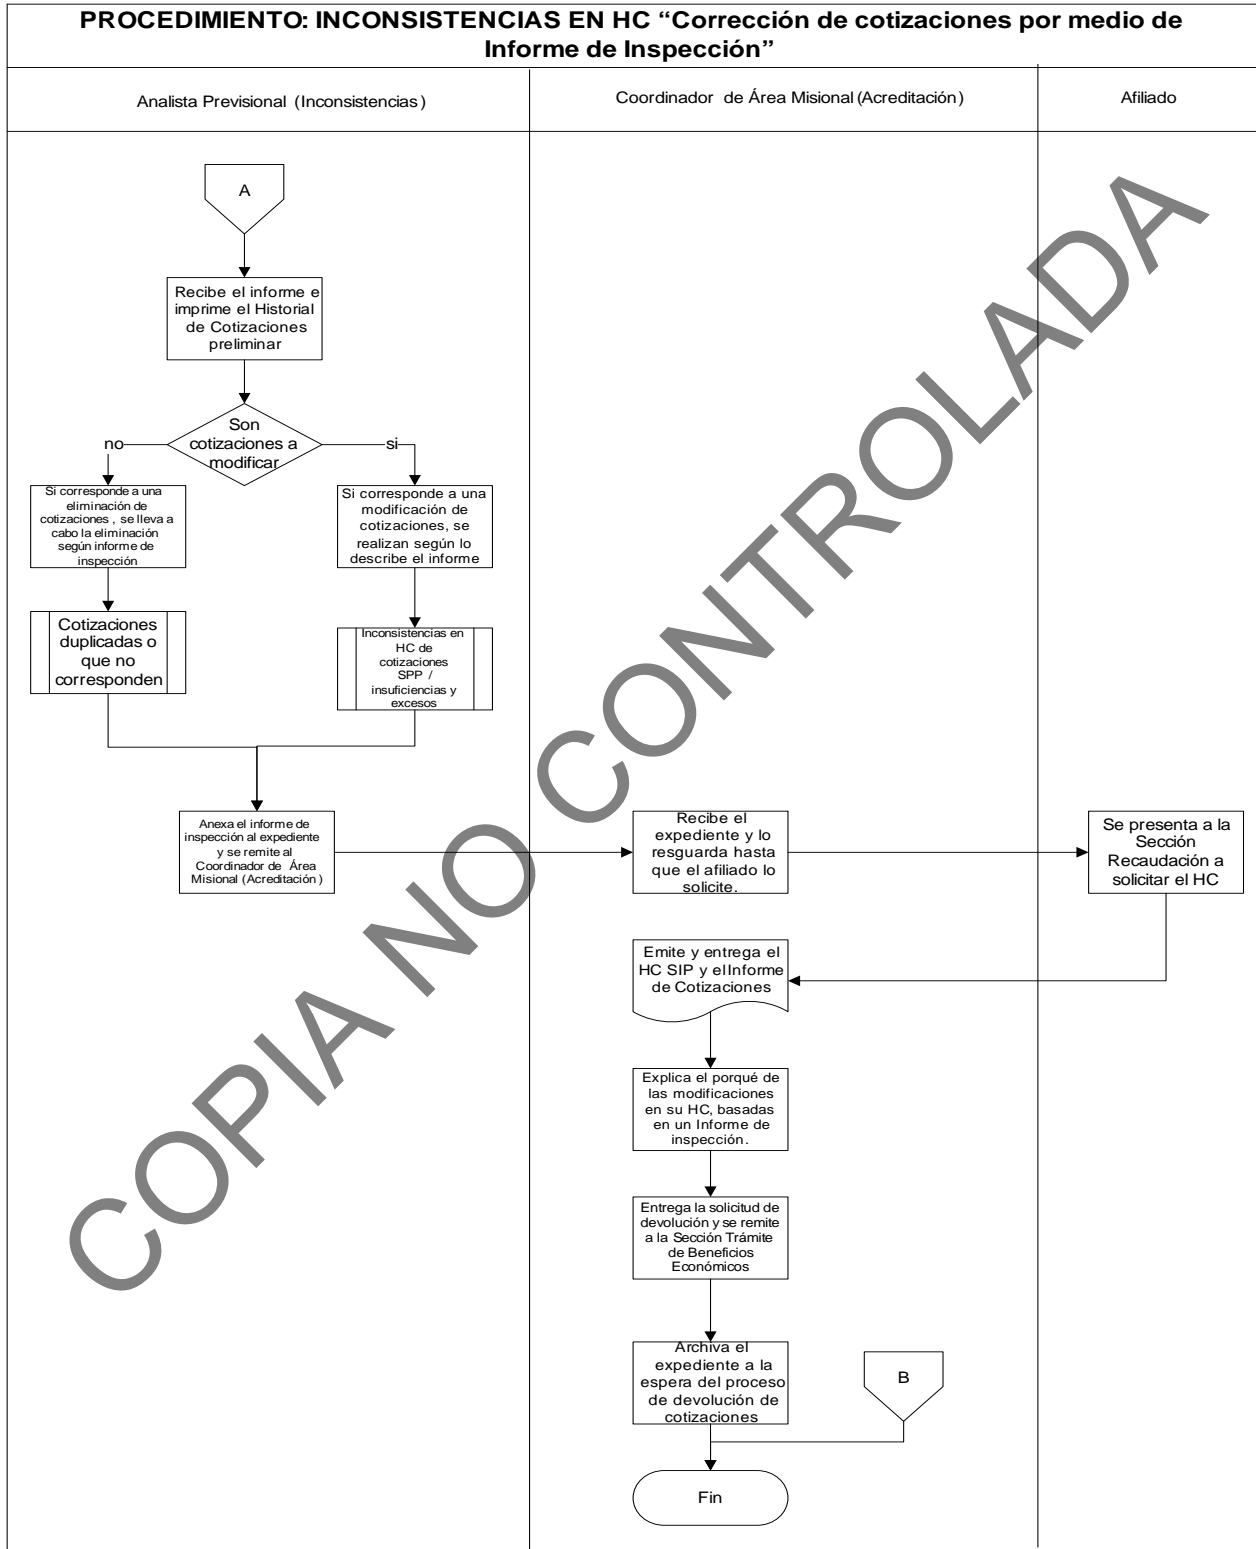 PROCEDIMIENTO: INCONSISTENCIAS EN HC “Corrección de cotizaciones por medio de
Informe de Inspección”
Analista Previsional (Inconsistencias)
Coordinador de Área Misional (Acreditación)
Afiliado
A
Recibe el informe e
imprime el Historial
de Cotizaciones
preliminar
Son
cotizaciones a
modificar
no
si
Si corresponde a una
eliminación de
cotizaciones , se lleva a
cabo la eliminación
según informe de
inspección
Si corresponde a una
modificación de
cotizaciones, se
realizan según lo
describe el informe
Cotizaciones
duplicadas o
que no
corresponden
Inconsistencias en
HC de
cotizaciones
SPP /
insuficiencias y
excesos
Anexa el informe de
inspección al expediente
y se remite al
Coordinador de Área
Misional (Acreditación)
Recibe el
expediente y lo
resguarda hasta
que el afiliado lo
solicite.
Se presenta a la
Sección
Recaudación a
solicitar el HC
Emite y entrega el
HC SIP y el Informe
de Cotizaciones
Explica el porqué de
las modificaciones
en su HC, basadas
en un Informe de
inspección.
Entrega la solicitud de
devolución y se remite
a la Sección Trámite
de Beneficios
Económicos
Archiva el
expediente a la
espera del proceso
de devolución de
cotizaciones
B
Fin
COPIA NO CONTROLADA